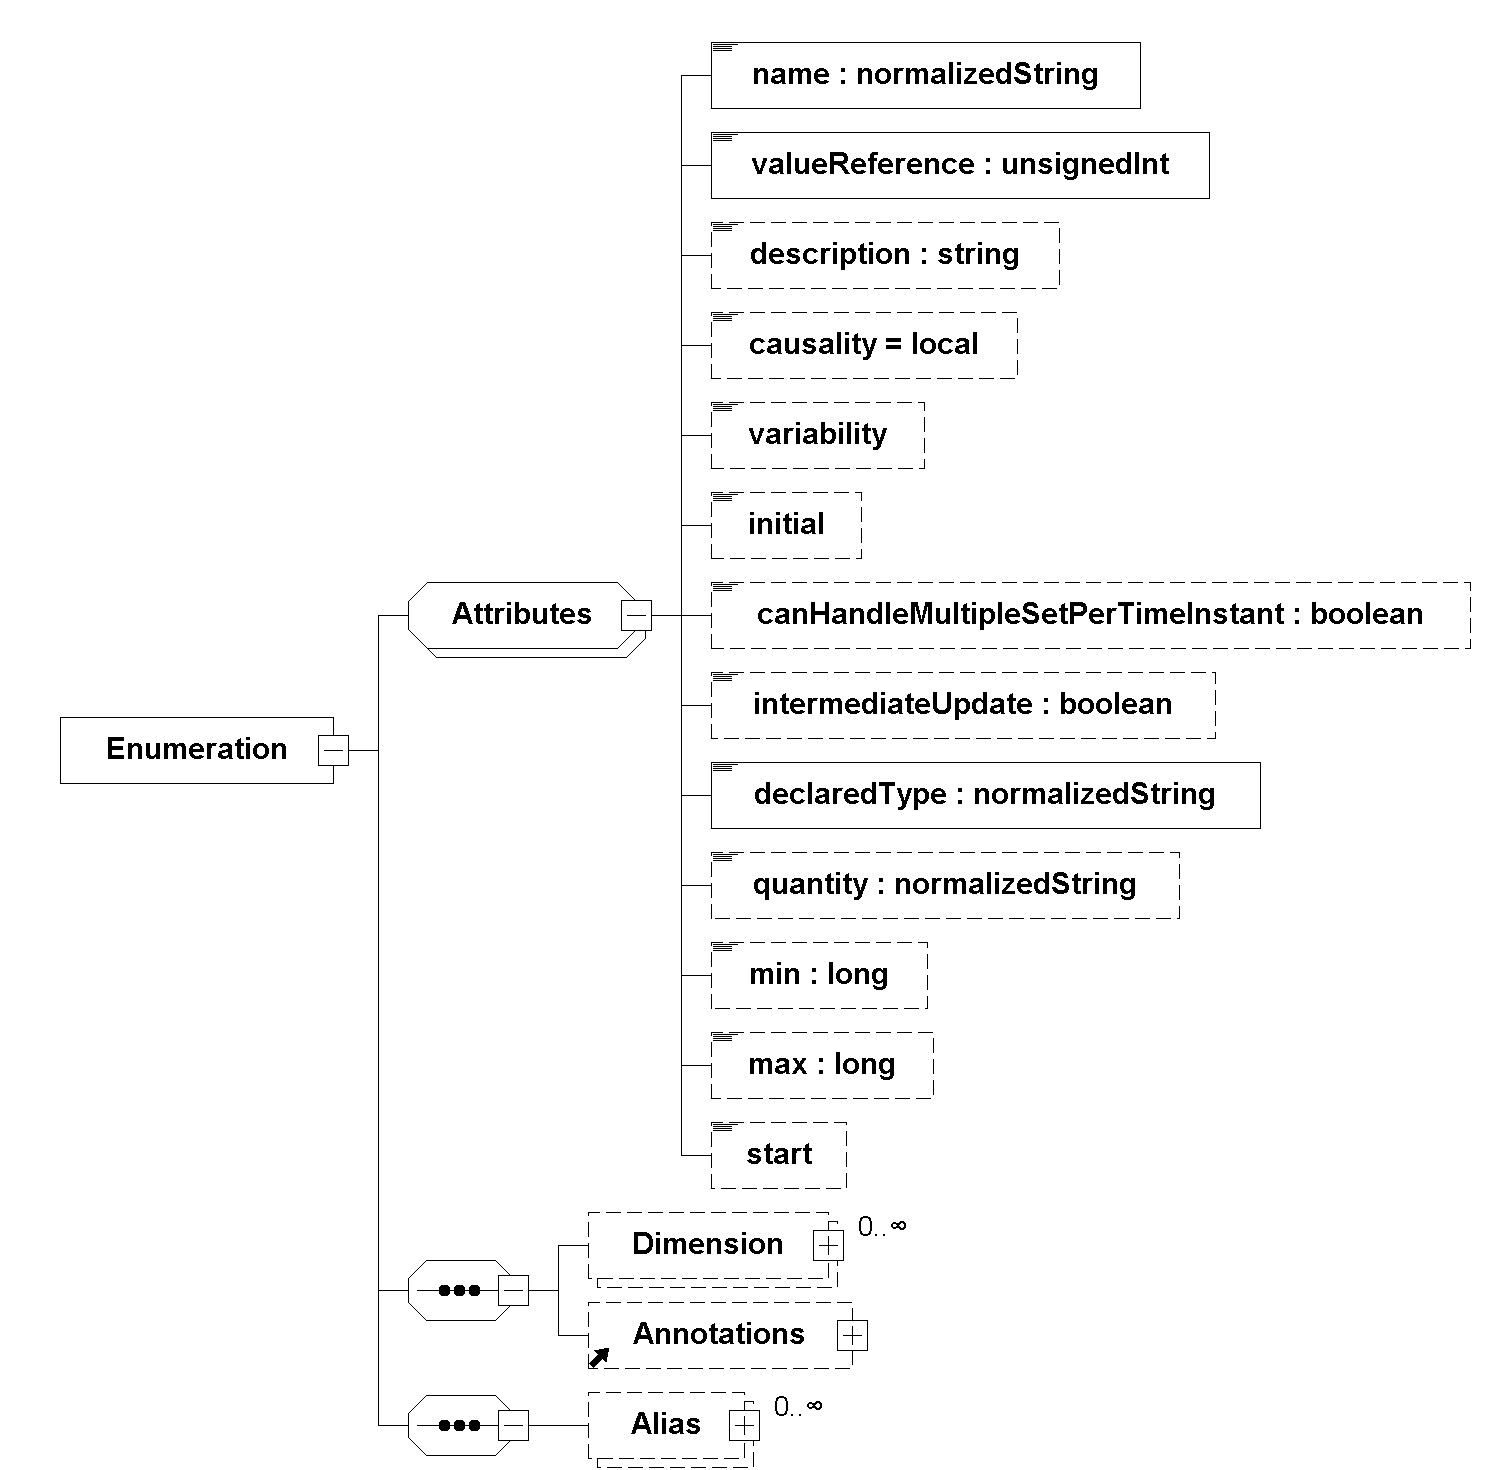 name : normalizedString
valueReference : unsignedInt
description : string
causality = local
variability
initial
Attributes
canHandleMultipleSetPerTimeInstant : boolean
intermediateUpdate : boolean
Enumeration
declaredType : normalizedString
quantity : normalizedString
min : long
max : long
start
Dimension
0..∞
Annotations
Alias
0..∞